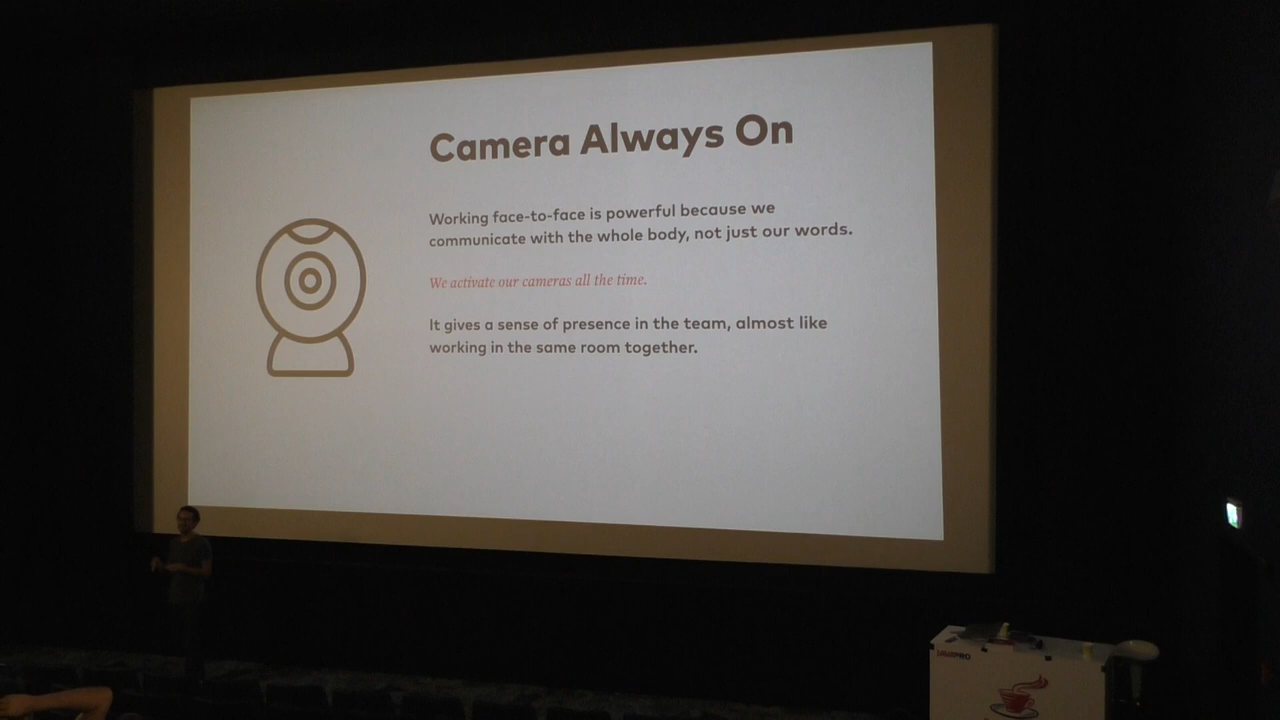 Camera Always On
Working face-to-face is powerful because we
communicate with the whole body, not just our words.
We activate our cameras all the time.
It gives a sense of presence in the team, almost like
working in the same room together.